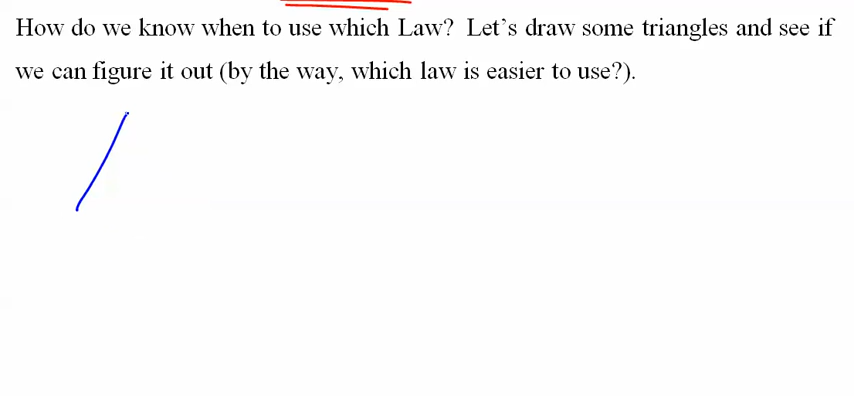 How do we know when to use which Law?  Let’s draw some triangles and see if
we can figure it out (by the way, which law is easier to use?).